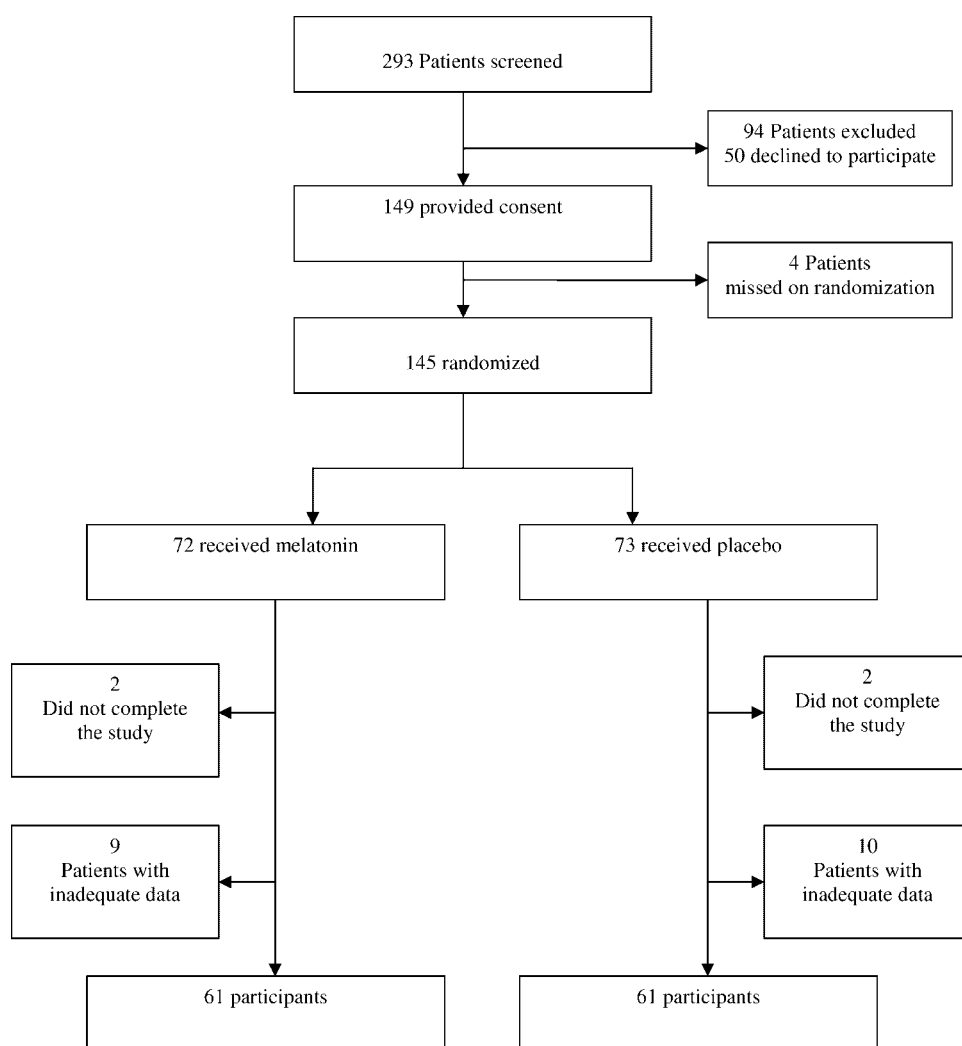 293 Patients screened
94 Patients excluded
50 declined to participate
149 provided consent
4 Patients
missed on randomization
145 randomized
72 received melatonin
73 received placebo
2
Did not complete
the study
2
Did not complete
the study
9
Patients with
inadequate data
10
Patients with
inadequate data
61 participants
61 participants